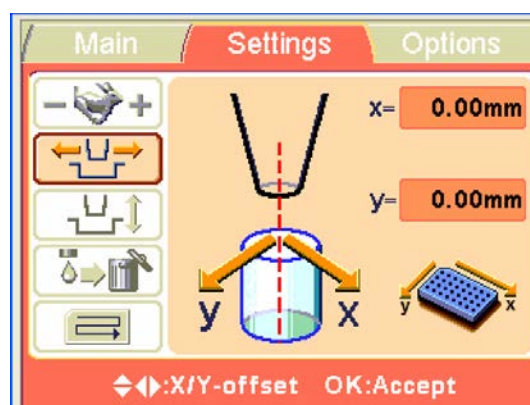 Main Settings Options
− +
x= 0.00mm
y= 0.00mm
y x
y x
:X/Y-offset OK:Accept